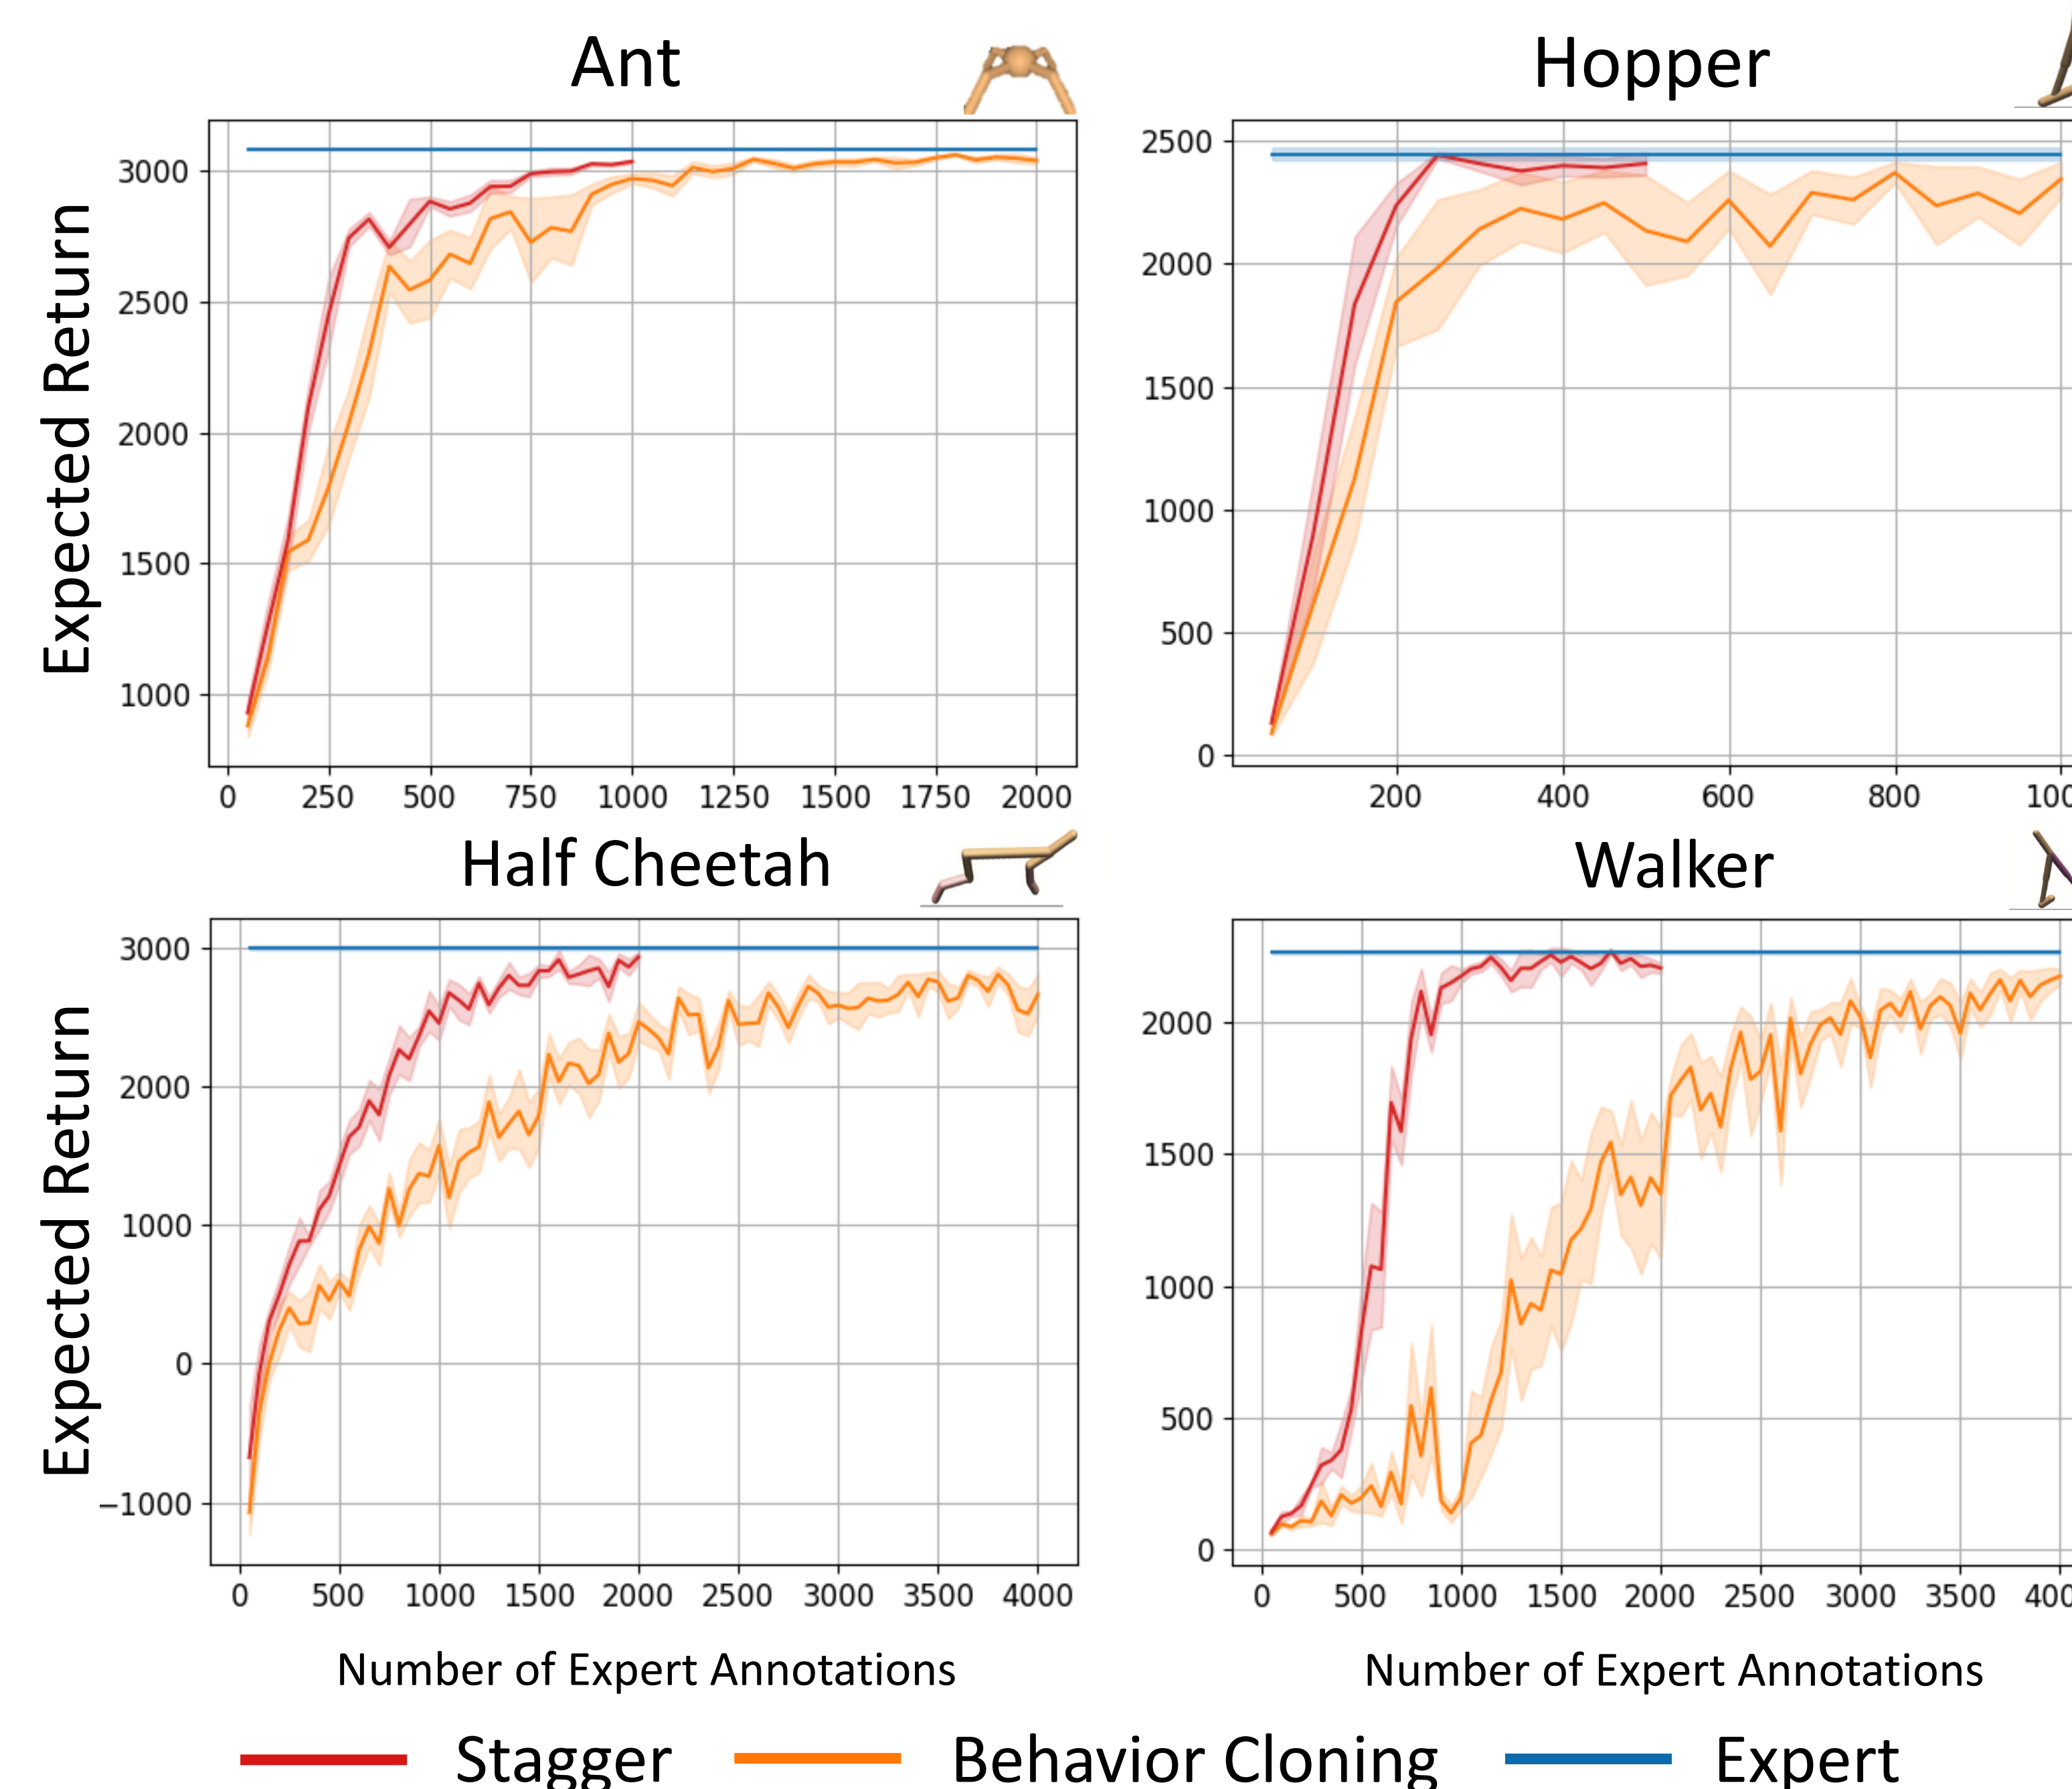 Ant
Hopper
Expected Return
3000
2500
2000
1500
1000
0 250 500 750 1000 1250 1500 1750 2000
2500
2000
1500
1000
500
0
200 400 600 800 100
Half Cheetah
Walker
Expected Return
3000
2000
1000
0
−1000
0 500 1000 1500 2000 2500 3000 3500 4000
2000
1500
1000
500
0
0 500 1000 1500 2000 2500 3000 3500 400
Number of Expert Annotations
Number of Expert Annotations
Stagger Behavior Cloning Expert